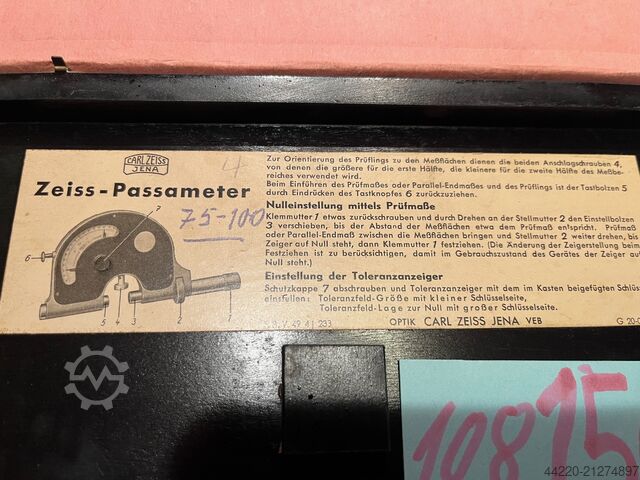 CARL ZEISS
JENA
4
Zeiss-Passameter
75-100
7
6
5
4
3
2
1
Zur Orientierung des Prüflings zu den Meßflächen dienen die beiden Anschlagschrauben 4,
von denen die größere für die erste Hälfte, die kleinere für die zweite Hälfte des Meßbe-
reiches verwendet wird.
Beim Einführen des Prüfmaßes oder Parallel-Endmaßes und des Prüflings ist der Tastbolzen 5
durch Eindrücken des Tastknopfes 6 zurückzuziehen.
Nulleinstellung mittels Prüfmaße
Klemmutter 1 etwas zurückschrauben und durch Drehen an der Stellmutter 2 den Einstellbolzen
3 verschieben, bis der Abstand der Meßflächen etwa dem Prüfmaß entspricht. Prüfmaß
oder Parallel-Endmaß zwischen die Meßflächen bringen und Stellmutter 2 weiter drehen, bis
Zeiger auf Null steht, dann Klemmutter 1 festziehen. (Die Änderung der Zeigerstellung beim
Festziehen ist zu berücksichtigen, damit im Gebrauchszustand des Gerätes der Zeiger auf
Null steht.)
Einstellung der Toleranzanzeiger
Schutzkappe 7 abschrauben und Toleranzanzeiger mit dem im Kasten beigefügten Schlüs
einstellen: Toleranzfeld-Größe mit kleiner Schlüsselseite,
Toleranzfeld-Lage zur Null mit großer Schlüsselseite.
V. 49 4 233
OPTIK CARL ZEISS JENA VEB
G 20-
10815
44220-21274897